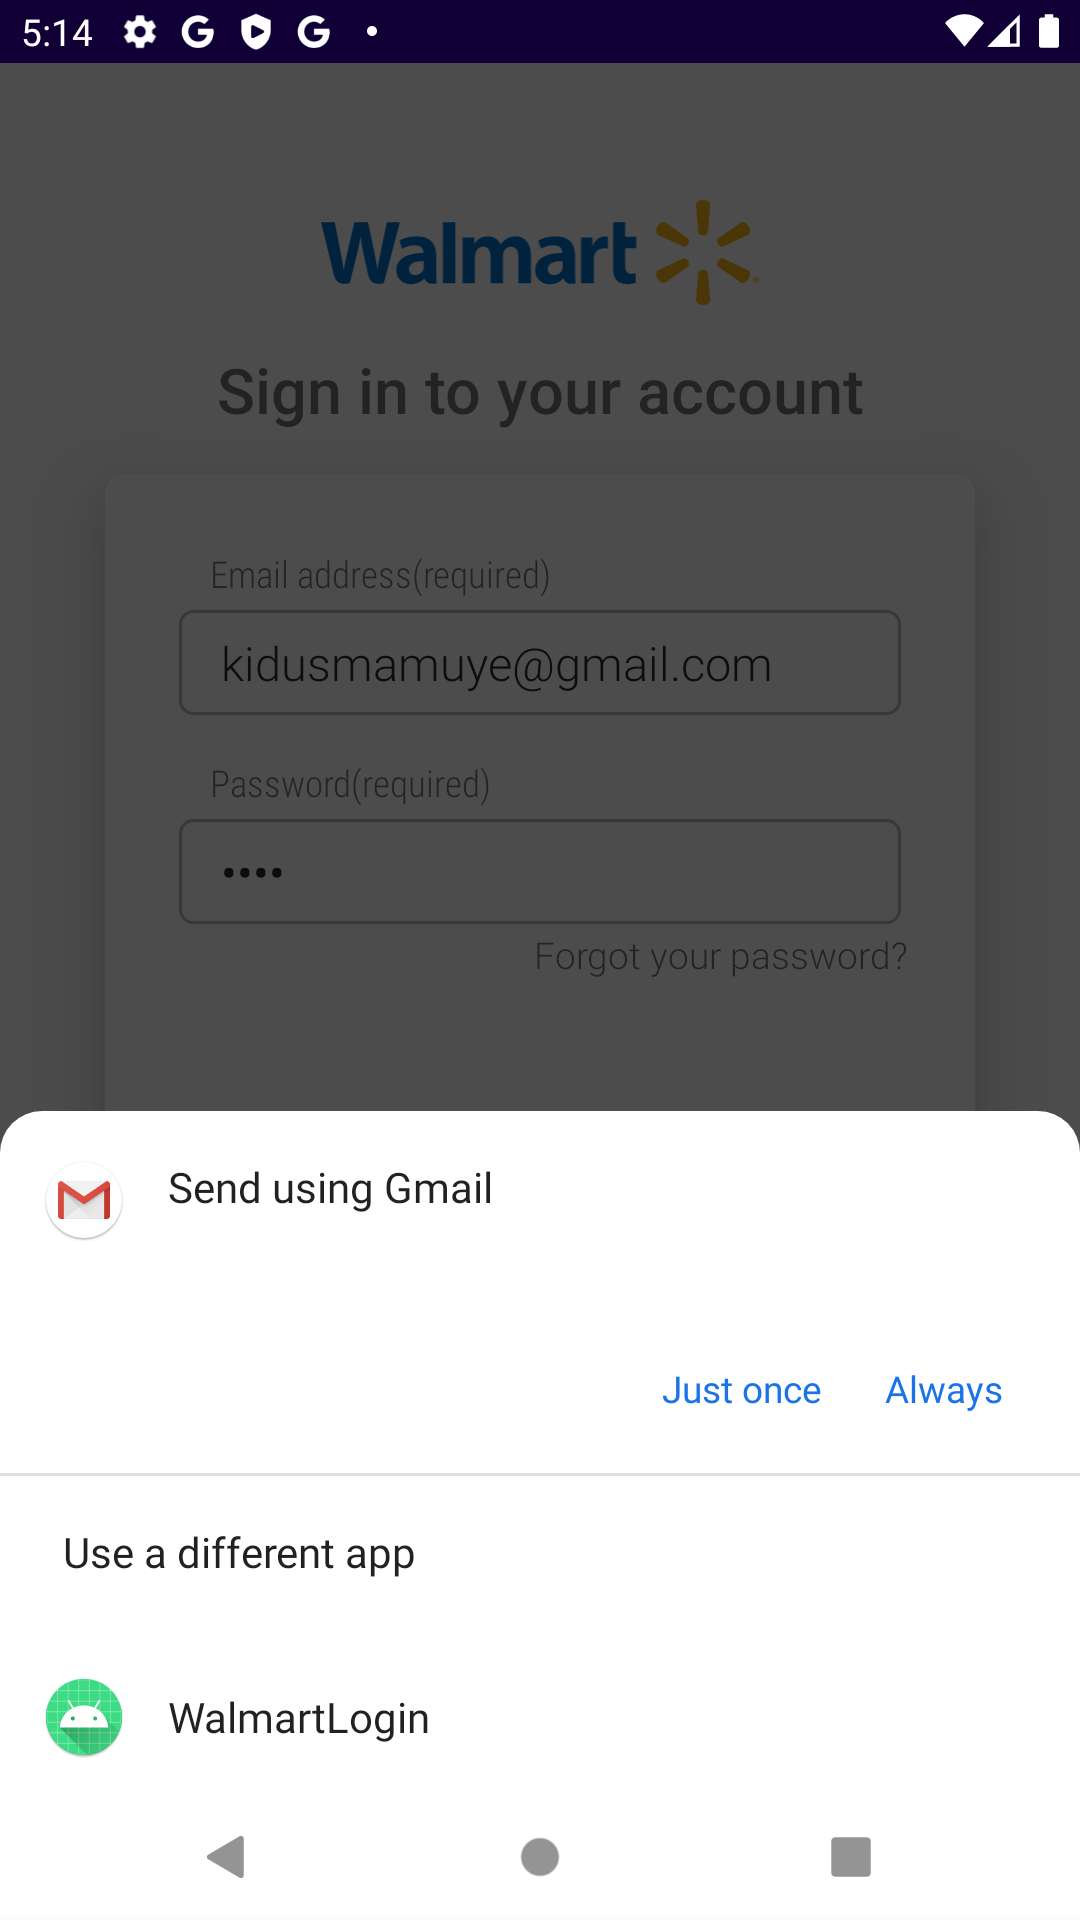 5:14
Walmart
Sign in to your account
Email address(required)
kidusmamuye@gmail.com
Password(required)
••••
Forgot your password?
Send using Gmail
Just once Always
Use a different app
WalmartLogin